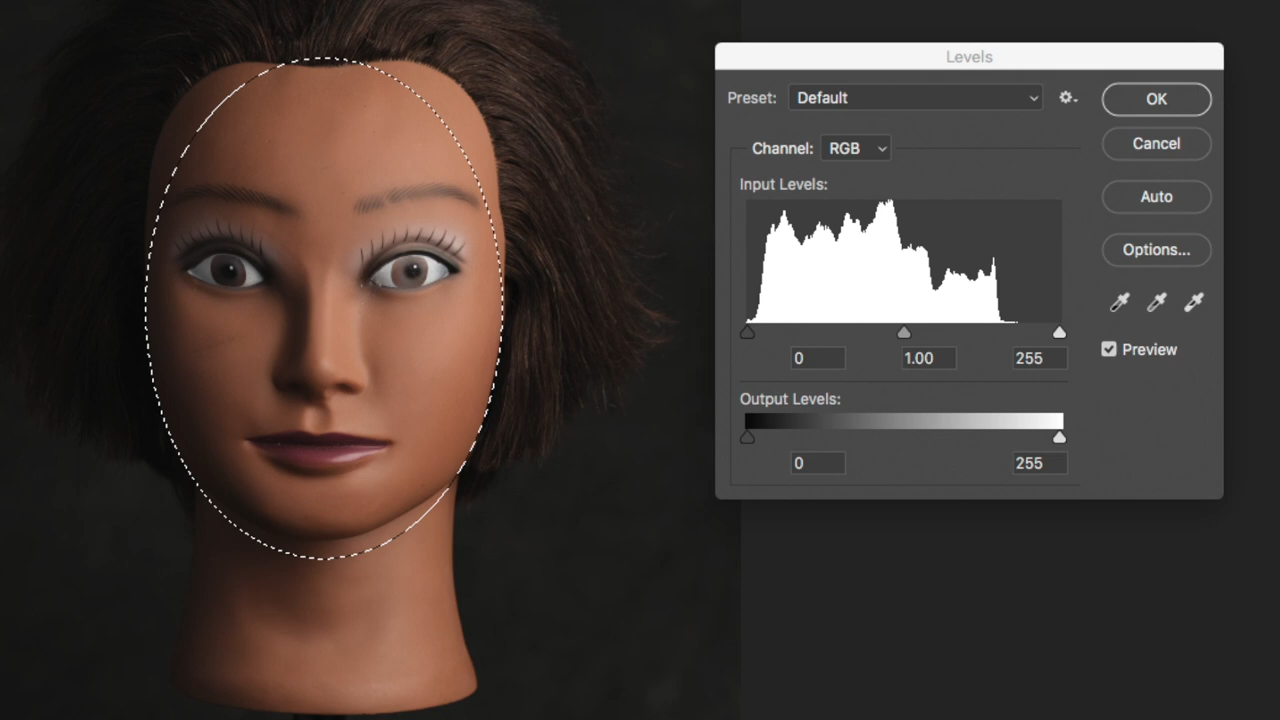 Levels
Preset: Default
OK
Channel: RGB
Cancel
Input Levels:
Auto
Options...
Preview
0 1.00 255
Output Levels:
0 255